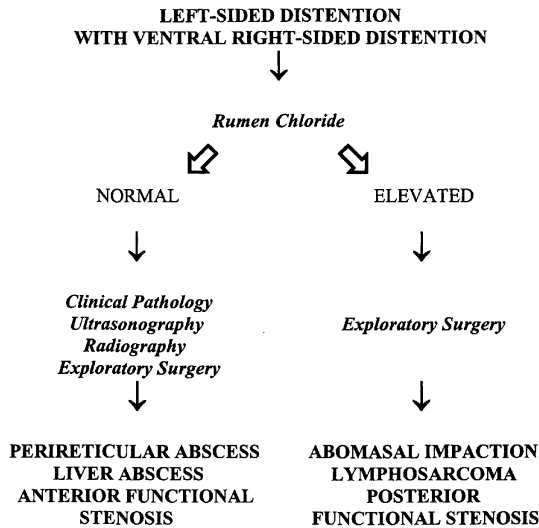 LEFT-SIDED DISTENTION
WITH VENTRAL RIGHT-SIDED DISTENTION
Rumen Chloride
NORMAL
ELEVATED
Clinical Pathology
Ultrasonography
Radiography
Exploratory Surgery
Exploratory Surgery
PERIRETICULAR ABSCESS
LIVER ABSCESS
ANTERIOR FUNCTIONAL
STENOSIS
ABOMASAL IMPACTION
LYMPHOSARCOMA
POSTERIOR
FUNCTIONAL STENOSIS